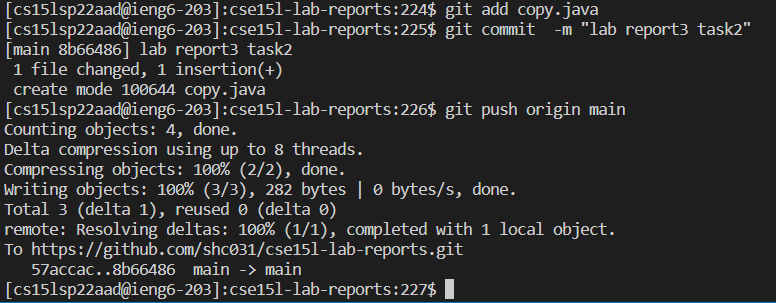 [cs15lsp22aad@ieng6-203]:cse15l-lab-reports:224$ git add copy.java
[cs15lsp22aad@ieng6-203]:cse15l-lab-reports:225$ git commit  -m "lab report3 task2"
[main 8b66486] lab report3 task2
 1 file changed, 1 insertion(+)
 create mode 100644 copy.java
[cs15lsp22aad@ieng6-203]:cse15l-lab-reports:226$ git push origin main
Counting objects: 4, done.
Delta compression using up to 8 threads.
Compressing objects: 100% (2/2), done.
Writing objects: 100% (3/3), 282 bytes | 0 bytes/s, done.
Total 3 (delta 1), reused 0 (delta 0)
remote: Resolving deltas: 100% (1/1), completed with 1 local object.
To https://github.com/shc031/cse15l-lab-reports.git
   57accac..8b66486  main -> main
[cs15lsp22aad@ieng6-203]:cse15l-lab-reports:227$